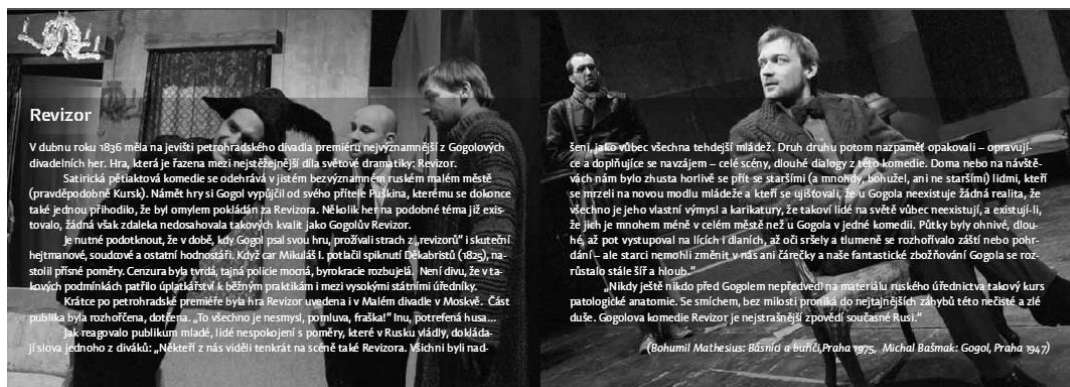 Revizor
V dubnu roku 1836 měla na jevišti petrohradského divadla premiéru nejvýznamnější z Gogolových
divadelních her. Hra, která je řazena mezi nejstěžejnější díla světové dramatiky: Revizor.
Satirická pětiaktová komedie se odehrává v jistém bezvýznamném ruském malém městě
(pravděpodobně Kursk). Námět hry si Gogol vypůjčil od svého přítele Puškina, kterému se dokonce
také jednou přihodilo, že byl omylem pokládán za Revizora. Několik her na podobné téma již exis-
tovalo, žádná však zdaleka nedosahovala takových kvalit jako Gogolův Revizor.
Je nutné podotknout, že v době, kdy Gogol psal svou hru, prožívali strach z „revizorů“ i skuteční
hejtmanové, soudcové a ostatní hodnostáři. Když car Mikuláš I. potlačil spiknutí Děkabristů (1825), na-
stolil přísné poměry. Cenzura byla tvrdá, tajná policie mocná, byrokracie rozbujelá. Není divu, že v ta-
kových podmínkách patřilo úplatkářství k běžným praktikám i mezi vysokými státními úředníky.
Krátce po petrohradské premiéře byla hra Revizor uvedena i v Malém divadle v Moskvě. Část
publika byla rozhořčena, dotčena. „To všechno je nesmysl, pomluva, fraška!“ Inu, potrefená husa...
Jak reagovalo publikum mladé, lidé nespokojení s poměry, které v Rusku vládly, dokláda-
jí slova jednoho z diváků: „Někteří z nás viděli tenkrát na scéně také Revizora. Všichni byli nad-
šeni, jako vůbec všechna tehdejší mládež. Druh druhu potom nazpaměť opakovali – opravují-
ce a doplňujíce se navzájem – celé scény, dlouhé dialogy z této komedie. Doma nebo na návště-
vách nám bylo zhusta horlivě se přít se staršími (a mnohdy, bohužel, ani ne staršími) lidmi, kteří
se mrzeli na novou modlu mládeže a kteří se ujišťovali, že u Gogola neexistuje žádná realita, že
všechno je jeho vlastní výmysl a karikatury, že takoví lidé na světě vůbec neexistují, a existují-li,
že jich je mnohem méně v celém městě než u Gogola v jedné komedii. Půtky byly ohnivé, dlou-
hé, až pot vystupoval na lících i dlaních, až oči sršely a tlumeně se rozhořívalo záští nebo pohr-
dání – ale starci nemohli změnit v nás ani čárečky a naše fantastické zbožňování Gogola se roz-
růstalo stále šíř a hloub.“
„Nikdy ještě nikdo před Gogolem nepředvedl na materiálu ruského úřednictva takový kurs
patologické anatomie. Se smíchem, bez milosti proniká do nejtajnějších záhybů této nečisté a zlé
duše. Gogolova komedie Revizor je nejstrašnější zpovědí současné Rusi.“
(Bohumil Mathesius: Básníci a buřiči,Praha 1975, Michal Bašmak: Gogol, Praha 1947)